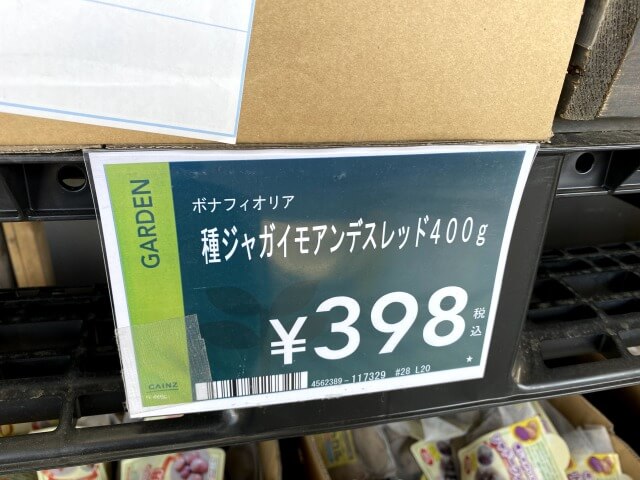 GARDEN
ボナフィオリア
種ジャガイモアンデスレッド400g
¥398 税込
CAINZ
4562389-117329 #28 L20
★